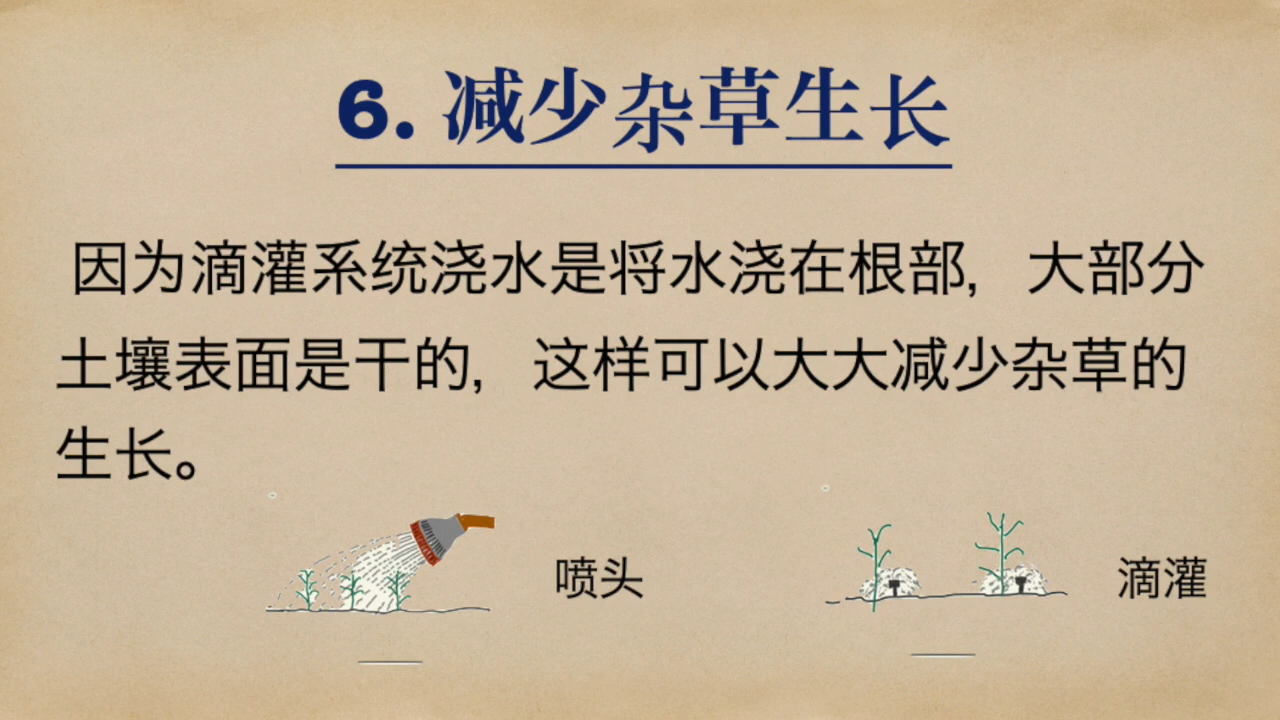 6. 减少杂草生长
因为滴灌系统浇水是将水浇在根部，大部分
土壤表面是干的，这样可以大大减少杂草的
生长。
喷头
滴灌